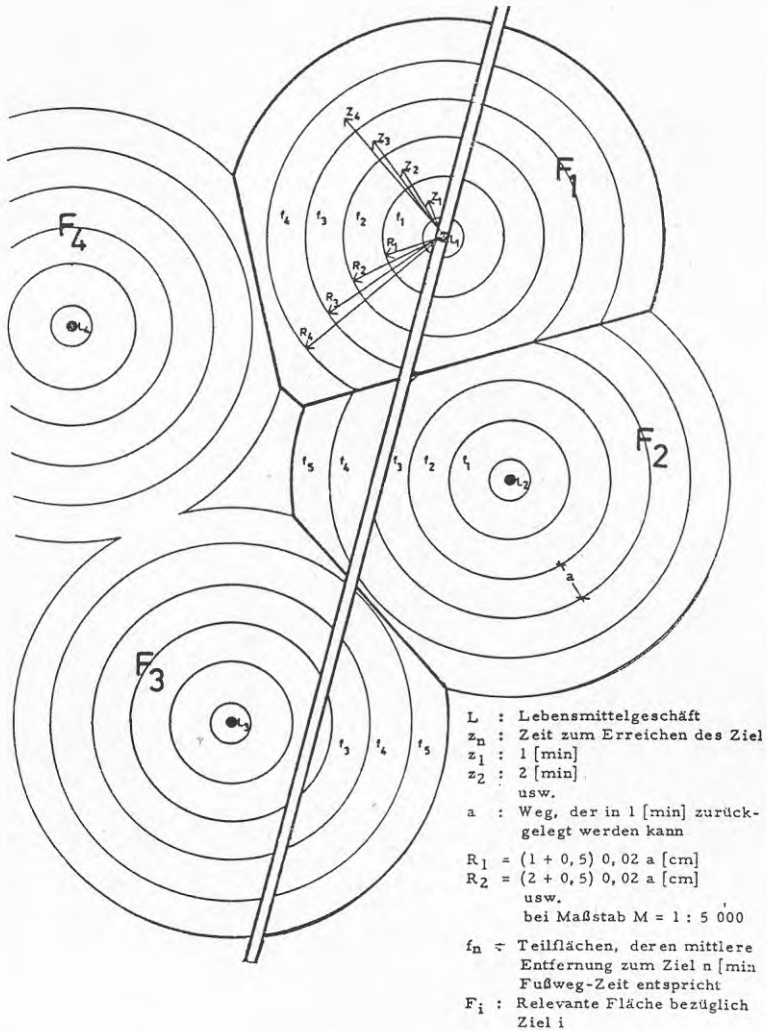 Z4
Z3
Z2
Z1
F1
f4 f3 f2 f1
L1
R1
R2
R3
R4
F4
L4
F2
f5 f4 f3 f2 f1
L2
a
F3
L3
f3 f4 f5
L : Lebensmittelgeschäft
zn : Zeit zum Erreichen des Ziel
z1 : 1 [min]
z2 : 2 [min]
usw.
a : Weg, der in 1 [min] zurück-
gelegt werden kann
R1 = (1 + 0,5) 0,02 a [cm]
R2 = (2 + 0,5) 0,02 a [cm]
usw.
bei Maßstab M = 1 : 5 000
fn = Teilflächen, deren mittlere
Entfernung zum Ziel n [min
Fußweg-Zeit entspricht
Fi : Relevante Fläche bezüglich
Ziel i